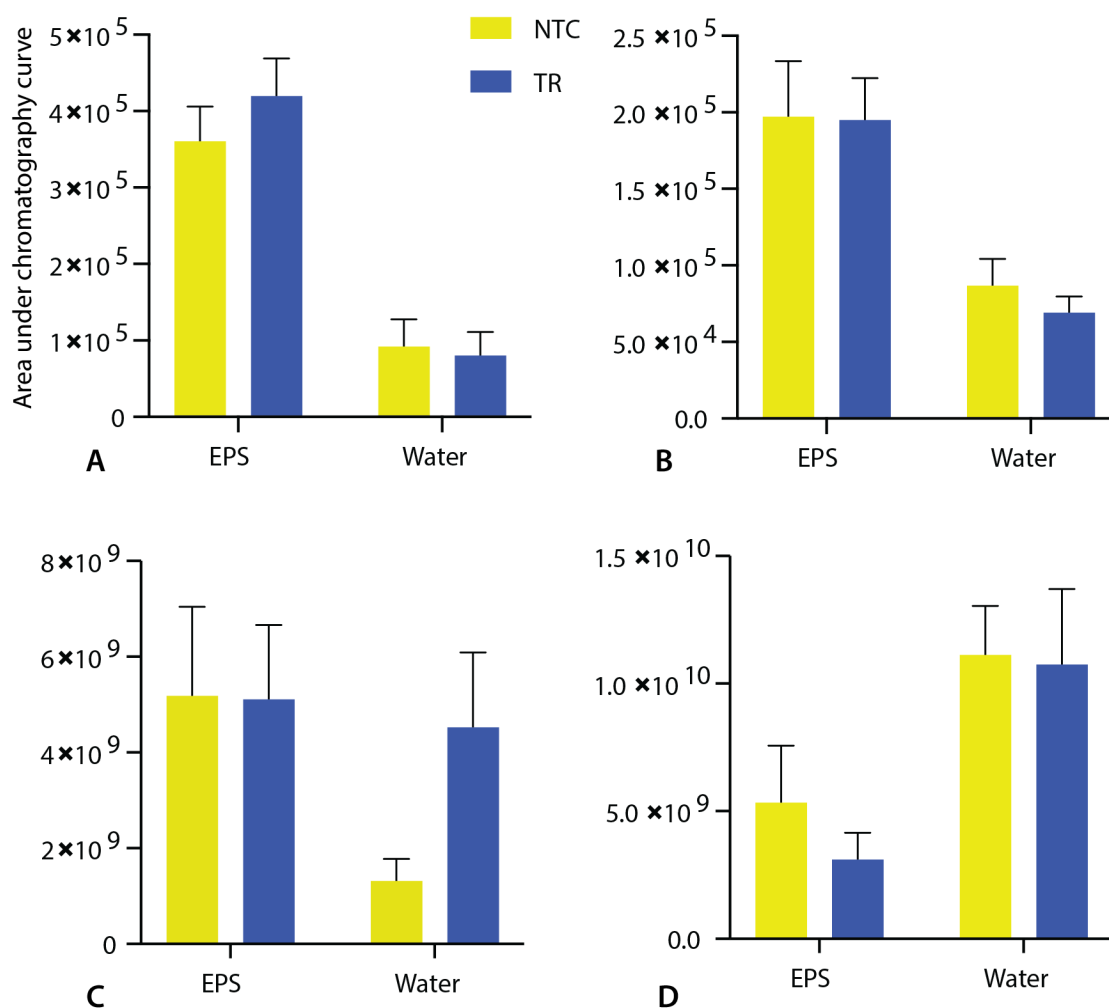 Area under chromatography curve
5×10⁵
4×10⁵
3×10⁵
2×10⁵
1×10⁵
0
EPS
Water
A
NTC
TR
2.5 ×10⁵
2.0 ×10⁵
1.5 ×10⁵
1.0 ×10⁵
5.0 ×10⁴
0.0
EPS
Water
B
8×10⁹
6×10⁹
4×10⁹
2×10⁹
0
EPS
Water
C
1.5 ×10¹⁰
1.0 ×10¹⁰
5.0 ×10⁹
0.0
EPS
Water
D